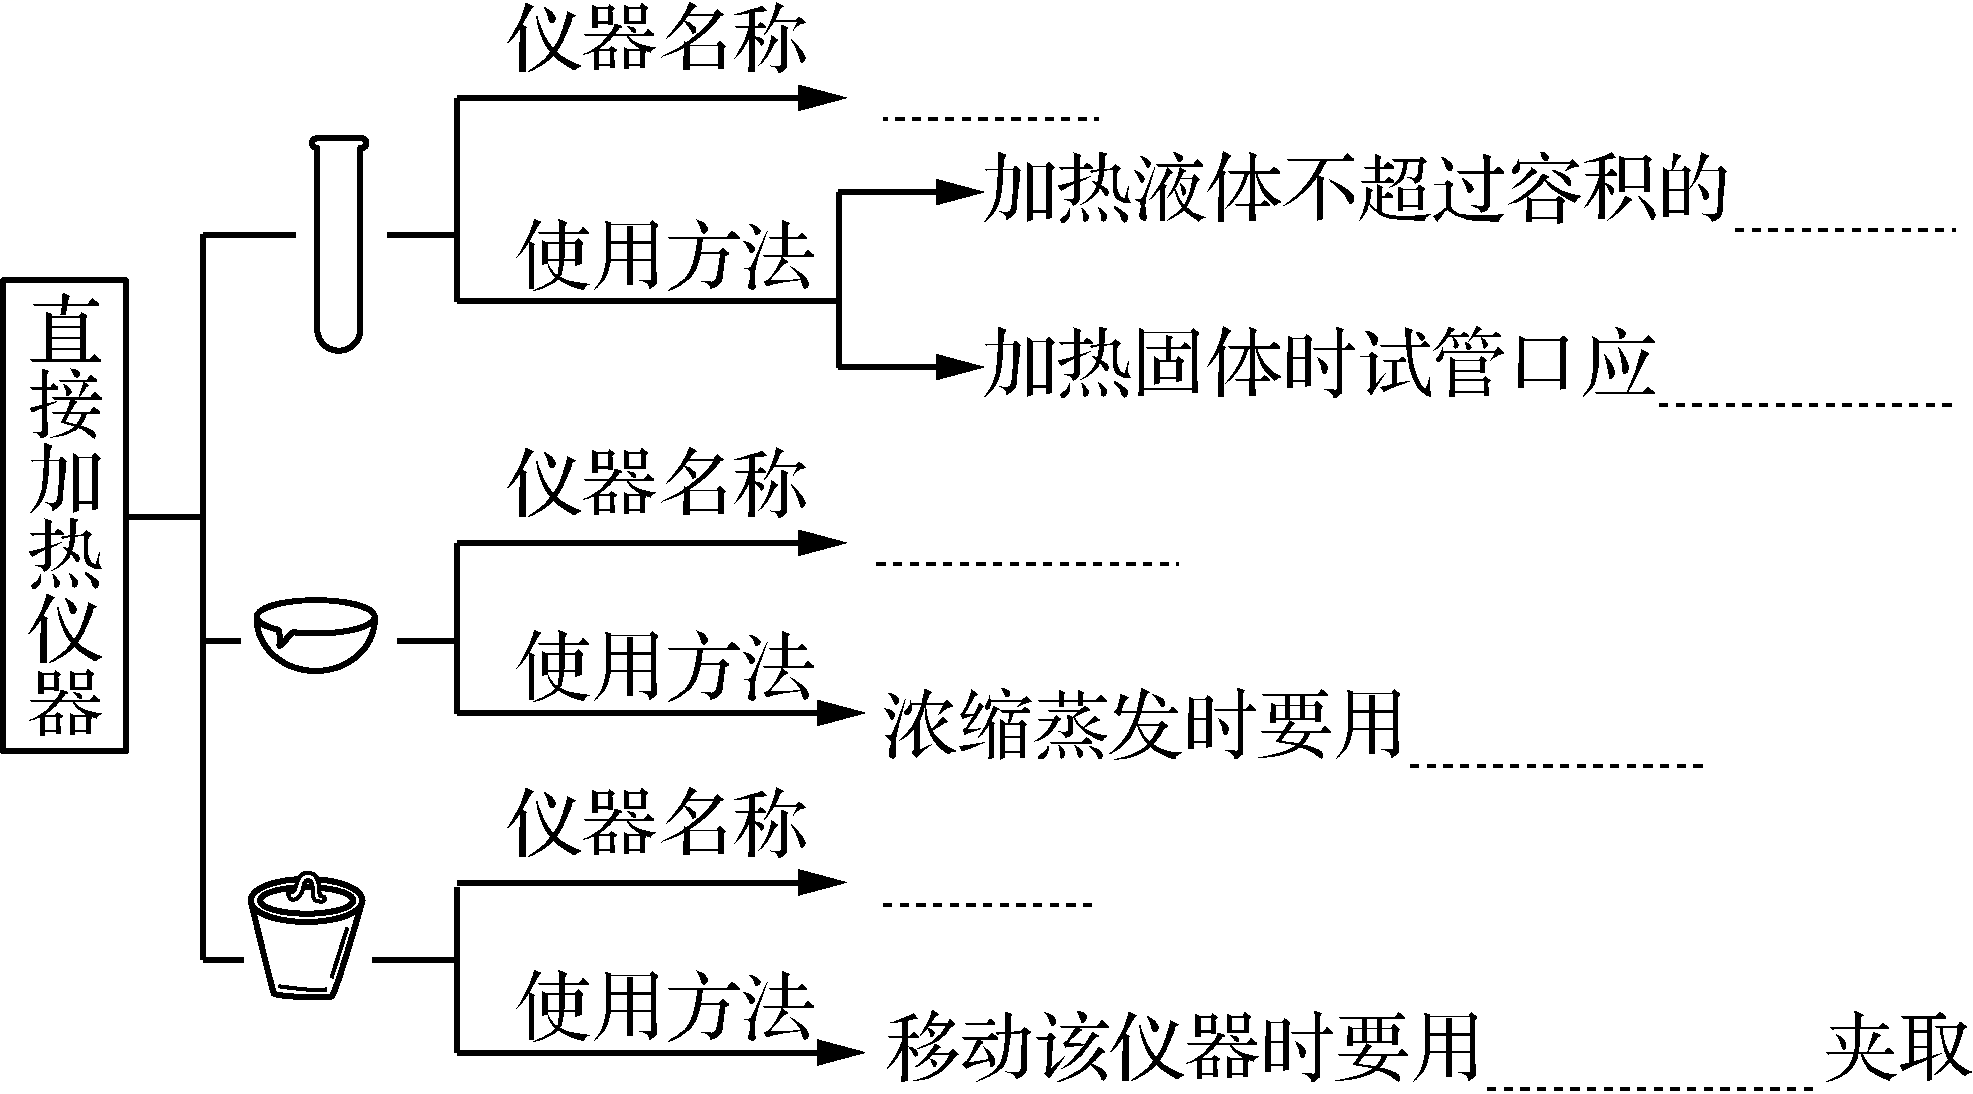 直接加热仪器
仪器名称
使用方法
加热液体不超过容积的
加热固体时试管口应
仪器名称
使用方法
浓缩蒸发时要用
仪器名称
使用方法
移动该仪器时要用 夹取